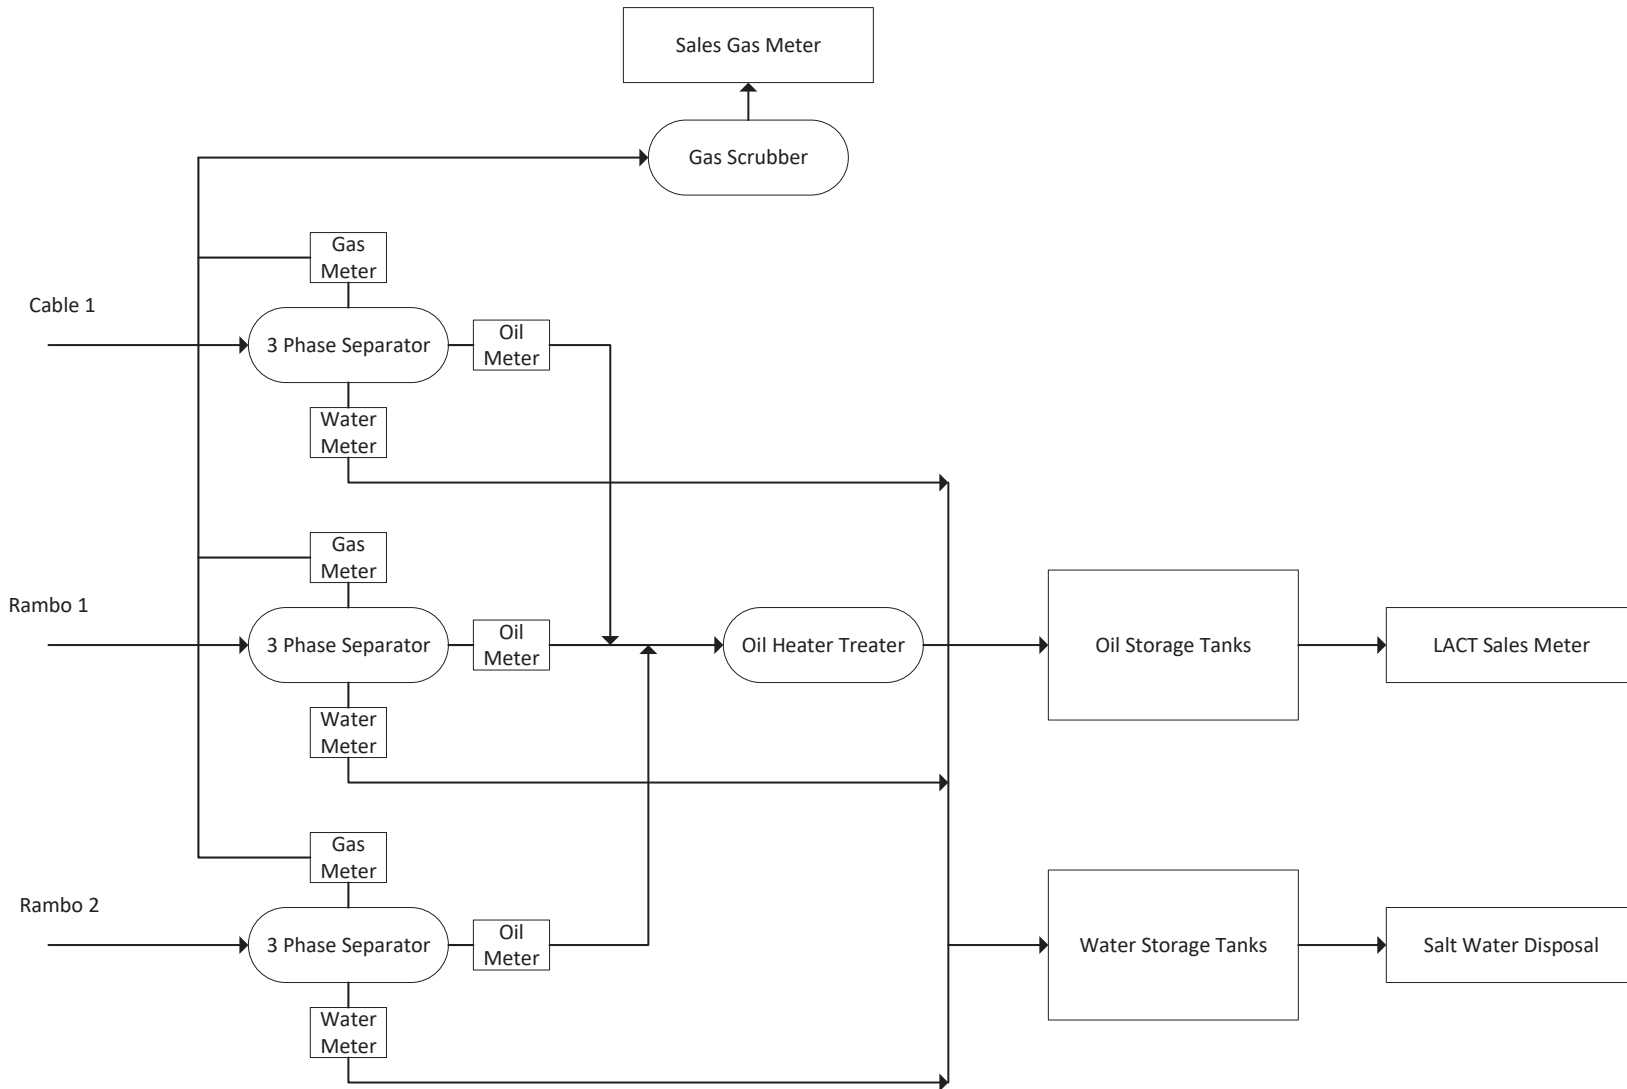 Sales Gas Meter
Gas Scrubber
Gas
Meter
Cable 1
3 Phase Separator
Oil
Meter
Water
Meter
Gas
Meter
Rambo 1
3 Phase Separator
Oil
Meter
Oil Heater Treater
Oil Storage Tanks
LACT Sales Meter
Water
Meter
Gas
Meter
Rambo 2
3 Phase Separator
Oil
Meter
Water Storage Tanks
Salt Water Disposal
Water
Meter